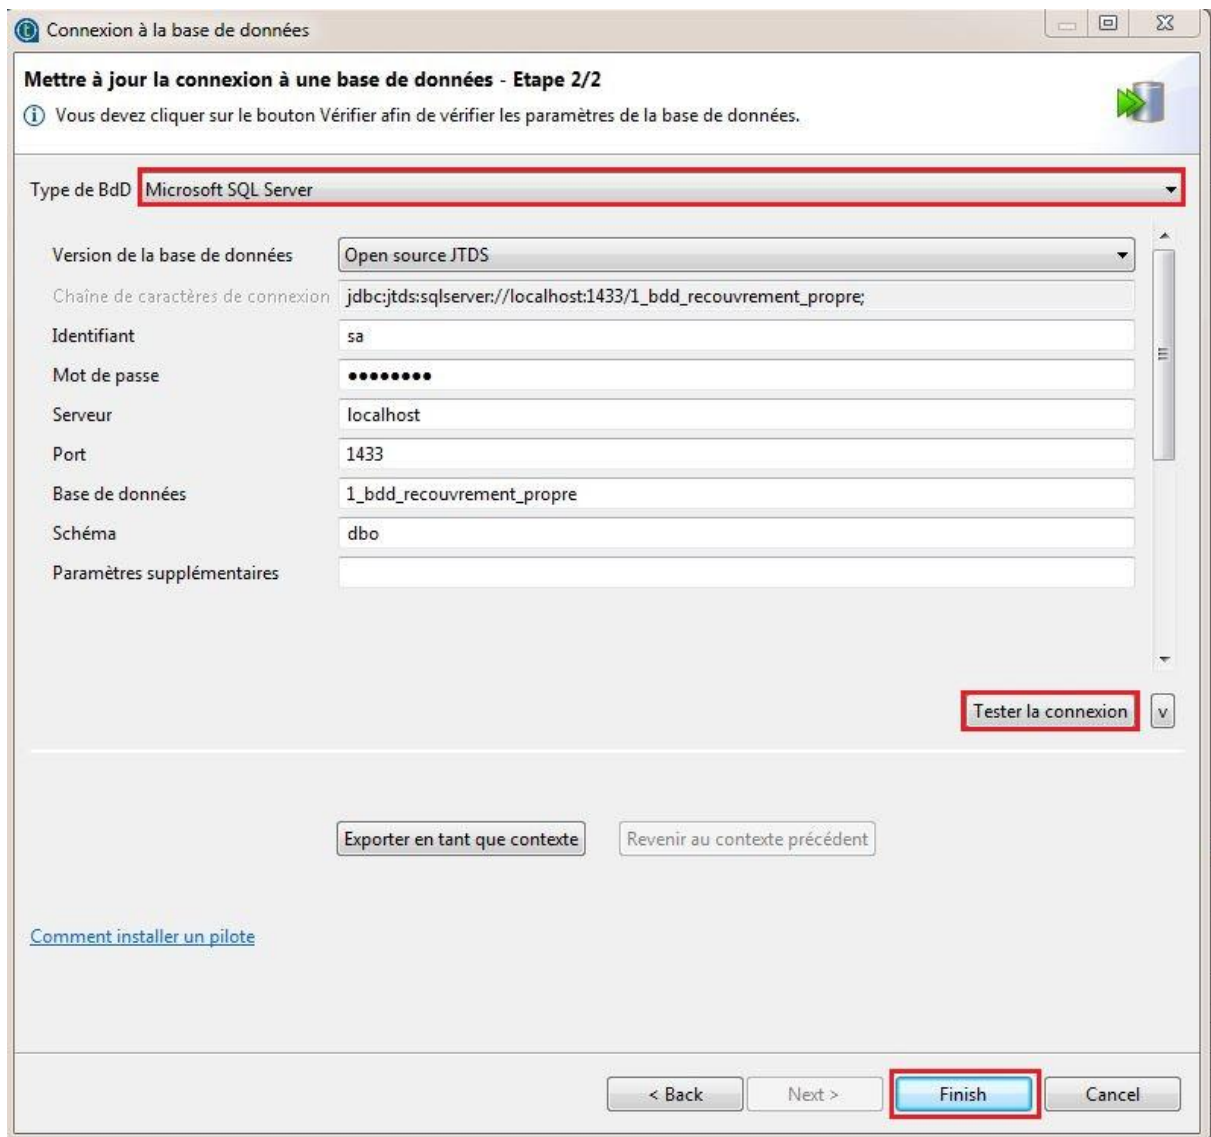 Connexion à la base de données
Mettre à jour la connexion à une base de données - Etape 2/2
Vous devez cliquer sur le bouton Vérifier afin de vérifier les paramètres de la base de données.
Type de BdD Microsoft SQL Server
Version de la base de données Open source JTDS
Chaîne de caractères de connexion jdbc:jtds:sqlserver://localhost:1433/1_bdd_recouvrement_propre;
Identifiant sa
Mot de passe ●●●●●●●●
Serveur localhost
Port 1433
Base de données 1_bdd_recouvrement_propre
Schéma dbo
Paramètres supplémentaires
Tester la connexion v
Exporter en tant que contexte Revenir au contexte précédent
Comment installer un pilote
< Back Next > Finish Cancel